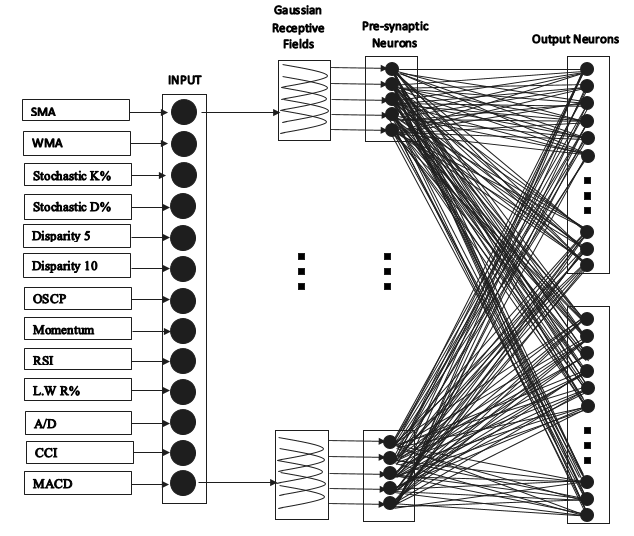 Gaussian
Receptive
Fields
Pre-synaptic
Neurons
Output Neurons
INPUT
SMA
WMA
Stochastic K%
Stochastic D%
Disparity 5
Disparity 10
OSCP
Momentum
RSI
L.W R%
A/D
CCI
MACD